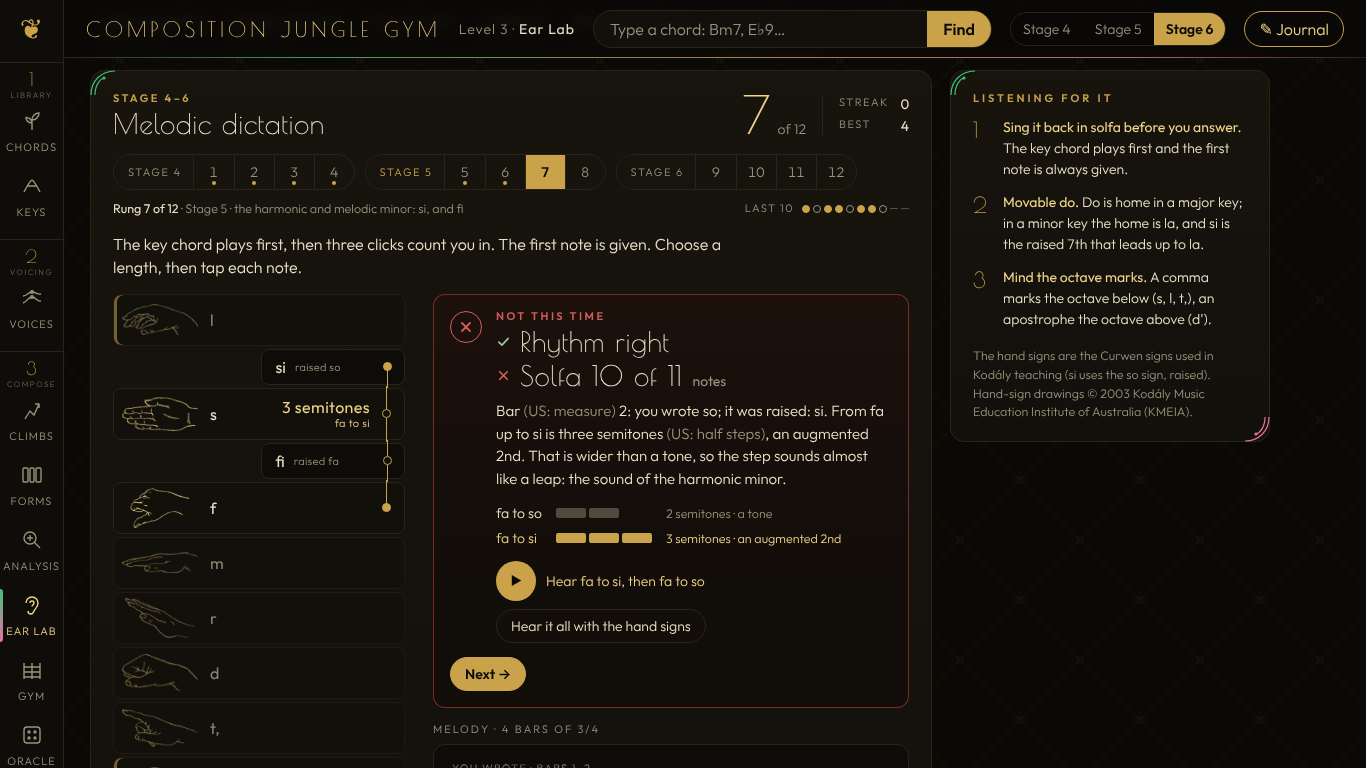 COMPOSITION JUNGLE GYM
Level 3 · Ear Lab
Type a chord: Bm7, E♭9...
Find
Stage 4
Stage 5
Stage 6
✎ Journal
1
LIBRARY
CHORDS
KEYS
2
VOICING
VOICES
3
COMPOSE
CLIMBS
FORMS
ANALYSIS
EAR LAB
GYM
ORACLE
STAGE 4–6
Melodic dictation
7 of 12
STREAK 0
BEST 4
STAGE 4 1 2 3 4
STAGE 5 5 6 7 8
STAGE 6 9 10 11 12
Rung 7 of 12 · Stage 5 · the harmonic and melodic minor: si, and fi
LAST 10
The key chord plays first, then three clicks count you in. The first note is given. Choose a
length, then tap each note.
l
si raised so
s
3 semitones
fa to si
fi raised fa
f
m
r
d
t,
NOT THIS TIME
Rhythm right
Solfa 10 of 11 notes
Bar (US: measure) 2: you wrote so; it was raised: si. From fa
up to si is three semitones (US: half steps), an augmented
2nd. That is wider than a tone, so the step sounds almost
like a leap: the sound of the harmonic minor.
fa to so 2 semitones · a tone
fa to si 3 semitones · an augmented 2nd
Hear fa to si, then fa to so
Hear it all with the hand signs
Next →
MELODY · 4 BARS OF 3/4
YOU WROTE · BARS 1–2
LISTENING FOR IT
1 Sing it back in solfa before you answer.
The key chord plays first and the first
note is always given.
2 Movable do. Do is home in a major key;
in a minor key the home is la, and si is
the raised 7th that leads up to la.
3 Mind the octave marks. A comma
marks the octave below (s, l, t,), an
apostrophe the octave above (d').
The hand signs are the Curwen signs used in
Kodály teaching (si uses the so sign, raised).
Hand-sign drawings © 2003 Kodály Music
Education Institute of Australia (KMEIA).